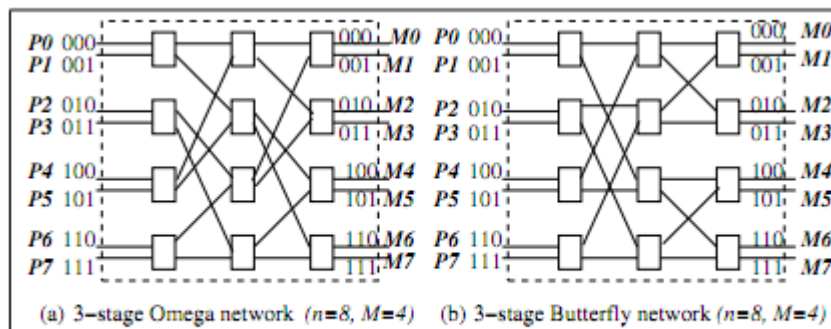 P0 000 000 M0
P1 001 001 M1
P2 010 010 M2
P3 011 011 M3
P4 100 100 M4
P5 101 101 M5
P6 110 110 M6
P7 111 111 M7
(a) 3-stage Omega network (n=8, M=4)
P0 000 000 M0
P1 001 001 M1
P2 010 010 M2
P3 011 011 M3
P4 100 100 M4
P5 101 101 M5
P6 110 110 M6
P7 111 111 M7
(b) 3-stage Butterfly network (n=8, M=4)